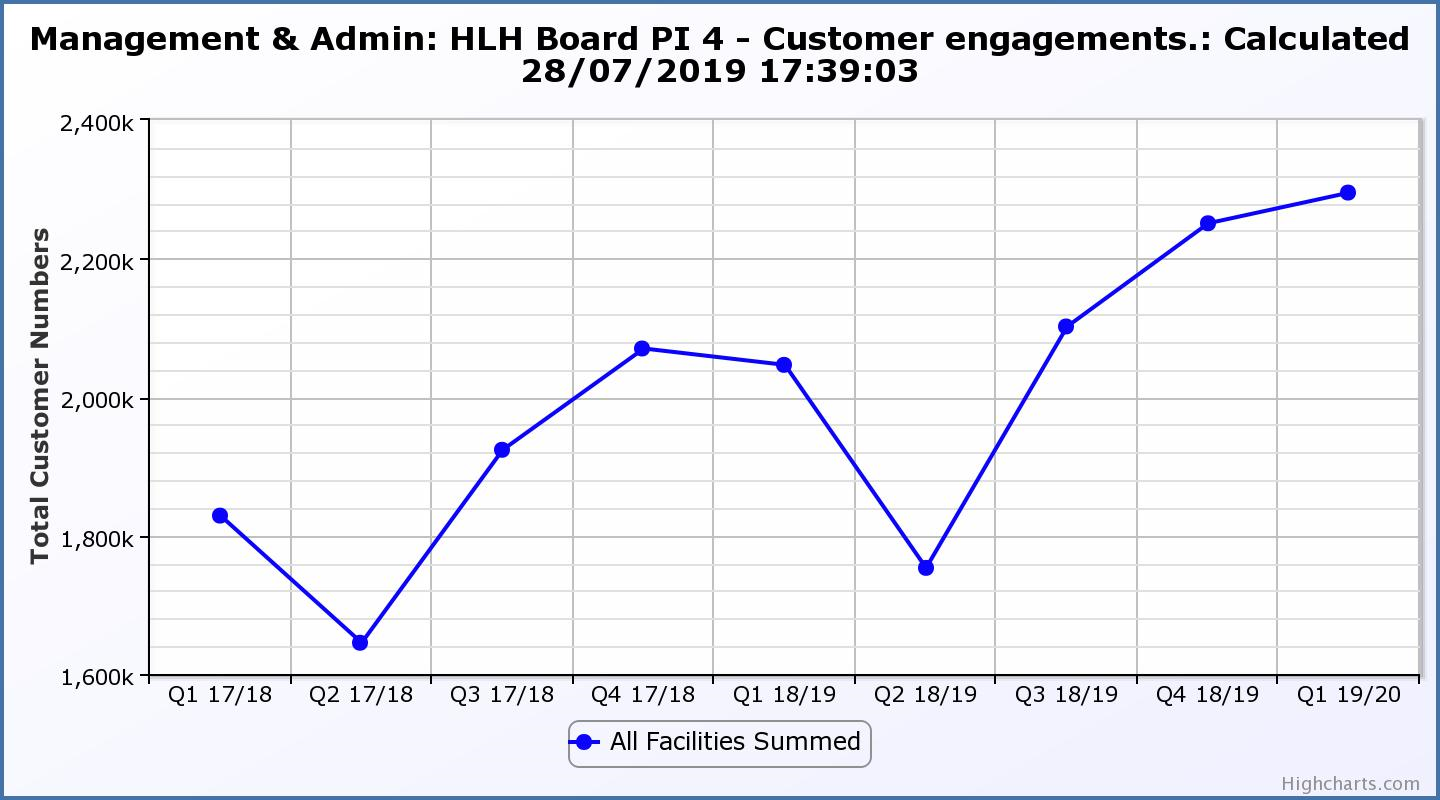 Management & Admin: HLH Board PI 4 - Customer engagements.: Calculated
28/07/2019 17:39:03
Total Customer Numbers
2,400k
2,200k
2,000k
1,800k
1,600k
Q1 17/18 Q2 17/18 Q3 17/18 Q4 17/18 Q1 18/19 Q2 18/19 Q3 18/19 Q4 18/19 Q1 19/20
All Facilities Summed
Highcharts.com